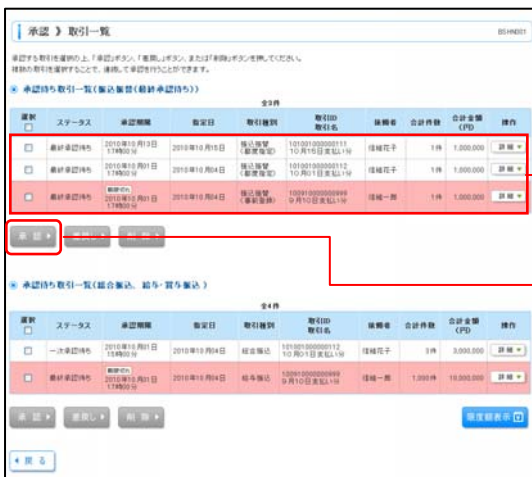 承認 》 取引一覧
BSHN001
承認する取引を選択の上、「承認」ボタン、「差戻し」ボタン、または「削除」ボタンを押してください。
複数の取引を選択することで、連続して承認を行うことができます。
承認待ち取引一覧(振込振替(最終承認待ち))
全3件
選択 ステータス 承認期限 指定日 取引種別 取引ID 取引名 依頼者 合計件数 合計金額(円) 操作
最終承認待ち 2010年10月13日 17時00分 2010年10月15日 振込振替(都度指定) 101001000000111 10月15日支払い分 信組花子 1件 1,000,000 詳細
最終承認待ち 2010年10月01日 17時00分 2010年10月04日 振込振替(都度指定) 101001000000112 10月01日支払い分 信組花子 1件 1,000,000 詳細
最終承認待ち 期限切れ 2010年10月01日 17時00分 2010年10月04日 振込振替(事前登録) 100910000000999 9月10日支払い分 信組一郎 1件 1,000,000 詳細
承認 差戻し 削除
承認待ち取引一覧(総合振込、給与・賞与振込)
全4件
選択 ステータス 承認期限 指定日 取引種別 取引ID 取引名 依頼者 合計件数 合計金額(円) 操作
一次承認待ち 2010年10月01日 15時00分 2010年10月04日 総合振込 101001000000112 10月01日支払い分 信組花子 3,000,000 詳細
最終承認待ち 期限切れ 2010年10月01日 17時00分 2010年10月04日 給与振込 100910000000999 9月10日支払い分 信組一郎 1,000件 10,000,000 詳細
承認 差戻し 削除 限度額表示
戻る